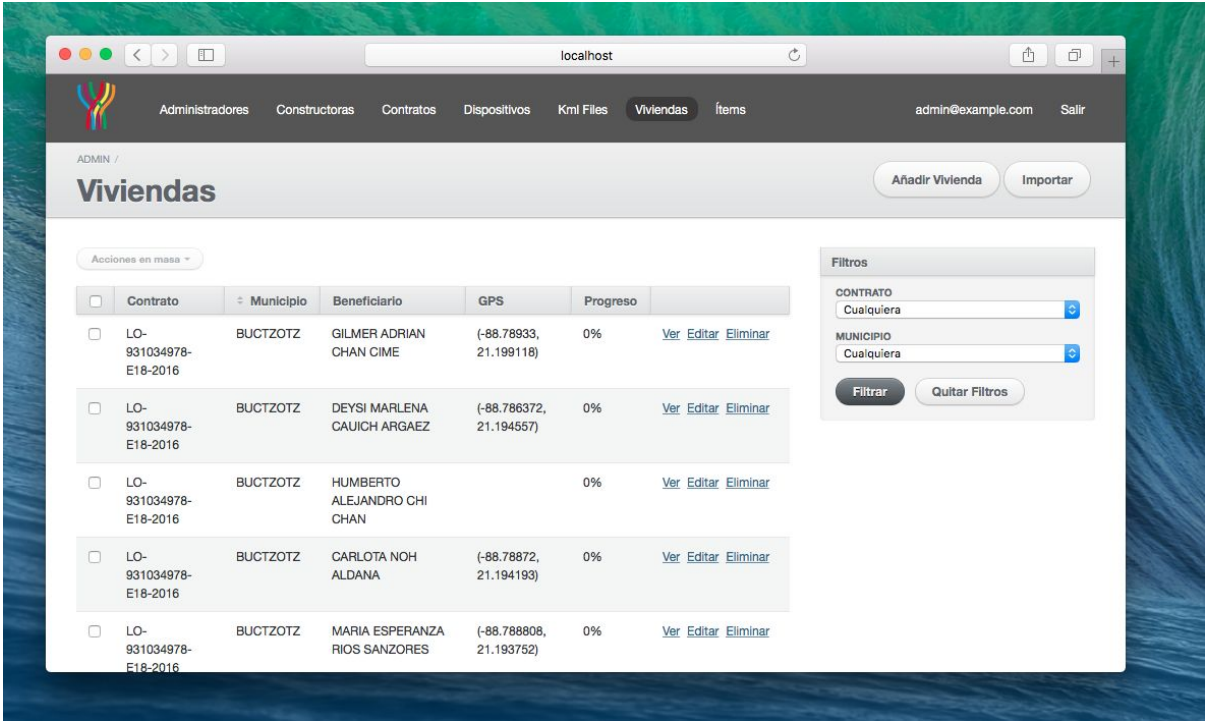 localhost
Administradores Constructoras Contratos Dispositivos Kml Files Viviendas Ítems admin@example.com Salir
ADMIN /
Viviendas
Añadir Vivienda Importar
Acciones en masa
Contrato Municipio Beneficiario GPS Progreso
LO- BUCTZOTZ GILMER ADRIAN (-88.78933, 0% Ver Editar Eliminar
931034978- CHAN CIME 21.199118)
E18-2016
LO- BUCTZOTZ DEYSI MARLENA (-88.786372, 0% Ver Editar Eliminar
931034978- CAUICH ARGAEZ 21.194557)
E18-2016
LO- BUCTZOTZ HUMBERTO 0% Ver Editar Eliminar
931034978- ALEJANDRO CHI
E18-2016 CHAN
LO- BUCTZOTZ CARLOTA NOH (-88.78872, 0% Ver Editar Eliminar
931034978- ALDANA 21.194193)
E18-2016
LO- BUCTZOTZ MARIA ESPERANZA (-88.788808, 0% Ver Editar Eliminar
931034978- RIOS SANZORES 21.193752)
E18-2016
Filtros
CONTRATO
Cualquiera
MUNICIPIO
Cualquiera
Filtrar Quitar Filtros